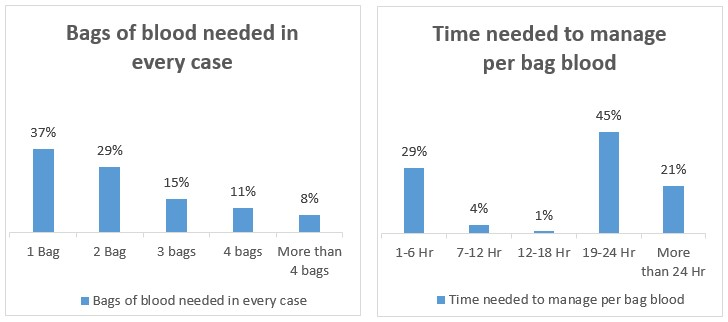 Bags of blood needed in
every case
37%
29%
15%
11%
8%
1 Bag
2 Bag
3 bags
4 bags
More than
4 bags
Bags of blood needed in every case
Time needed to manage
per bag blood
29%
4%
1%
45%
21%
1-6 Hr
7-12 Hr
12-18 Hr
19-24 Hr
More
than 24 Hr
Time needed to manage per bag blood